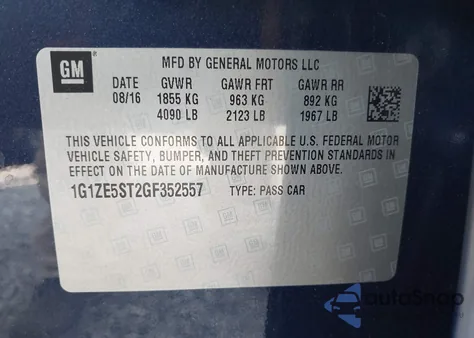 GM
MFD BY GENERAL MOTORS LLC
DATE GVWR GAWR FRT GAWR RR
08/16 1855 KG 963 KG 892 KG
4090 LB 2123 LB 1967 LB
THIS VEHICLE CONFORMS TO ALL APPLICABLE U.S. FEDERAL MOTOR
VEHICLE SAFETY, BUMPER, AND THEFT PREVENTION STANDARDS IN
EFFECT ON THE DATE OF MANUFACTURE SHOWN ABOVE.
1G1ZE5ST2GF352557 TYPE: PASS CAR
autoSnap